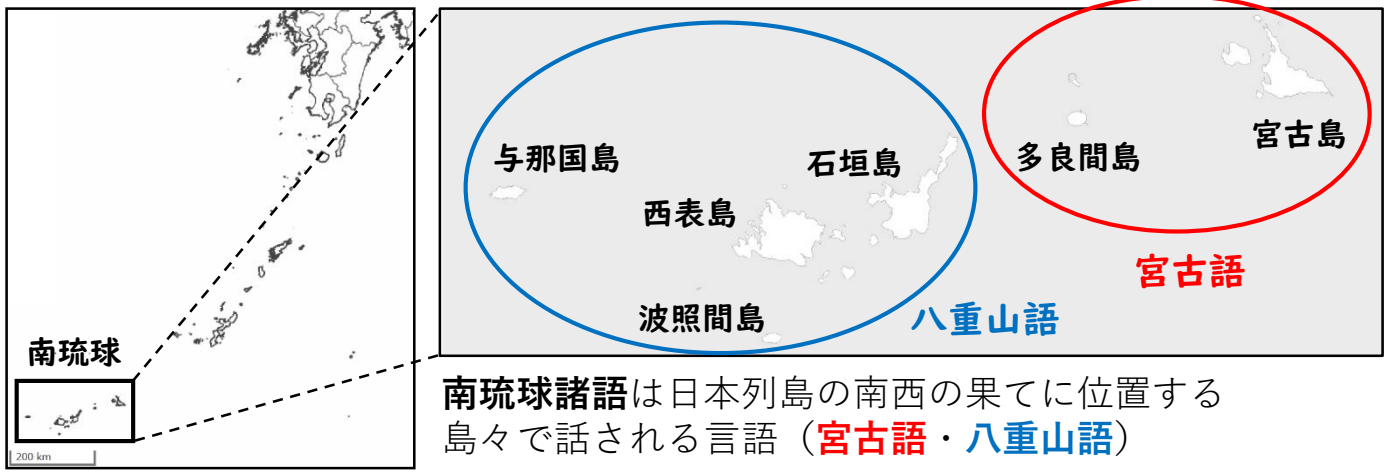 南琉球
200 km
与那国島
西表島
石垣島
波照間島
八重山語
多良間島
宮古島
宮古語
南琉球諸語は日本列島の南西の果てに位置する
島々で話される言語（宮古語・八重山語）